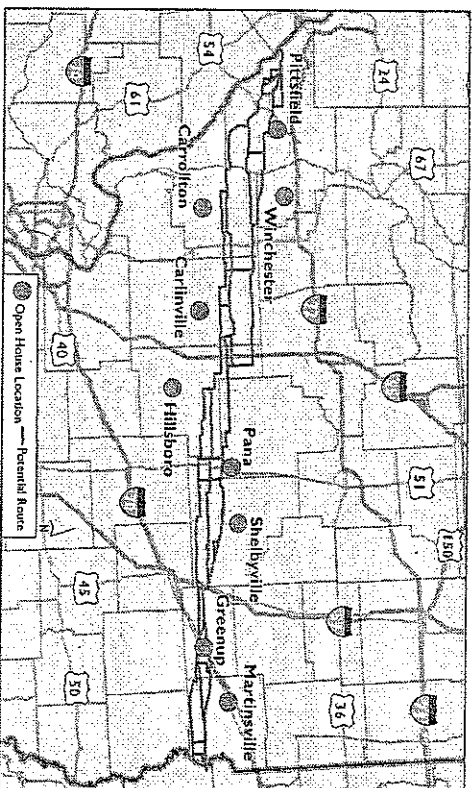 54
24
61
Pittsfield
67
Carrollton
Winchester
Carlinville
40
Hillsboro
Pana
51
Shelbyville
150
45
Greenup
50
Martinsville
36
N
Open House Location
Potential Route